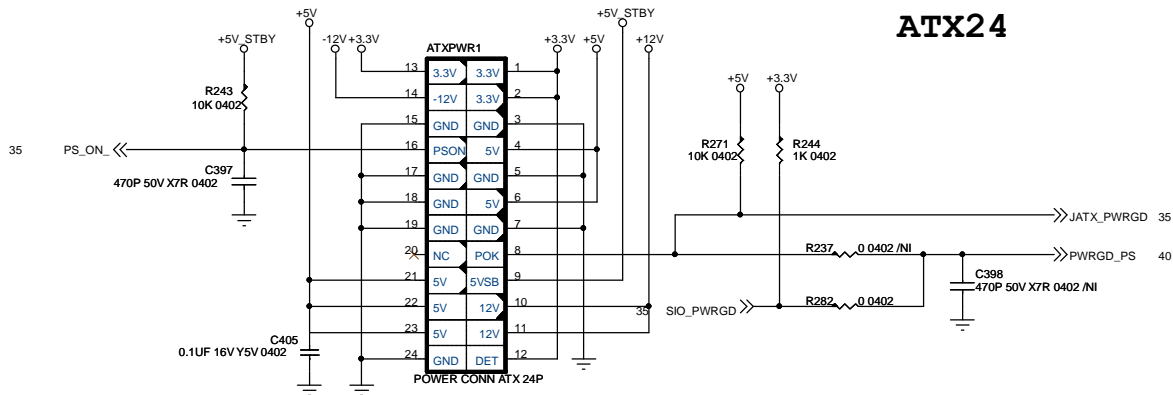 ATX24
+5V
+5V_STBY
+5V_STBY
-12V
+3.3V
+3.3V
+5V
+12V
ATXPWR1
R243
10K 0402
13 3.3V 3.3V 1
14 -12V 3.3V 2
15 GND GND 3
16 PSON 5V 4
17 GND GND 5
18 GND 5V 6
19 GND GND 7
20 NC POK 8
21 5V 5VSB 9
22 5V 12V 10
23 5V 12V 11
24 GND DET 12
POWER CONN ATX 24P
35 PS_ON_
C397
470P 50V X7R 0402
C405
0.1UF 16V Y5V 0402
+5V
+3.3V
R271
10K 0402
R244
1K 0402
JATX_PWRGD 35
R237 0 0402 /NI
PWRGD_PS 40
C398
470P 50V X7R 0402 /NI
35 SIO_PWRGD
R282 0 0402